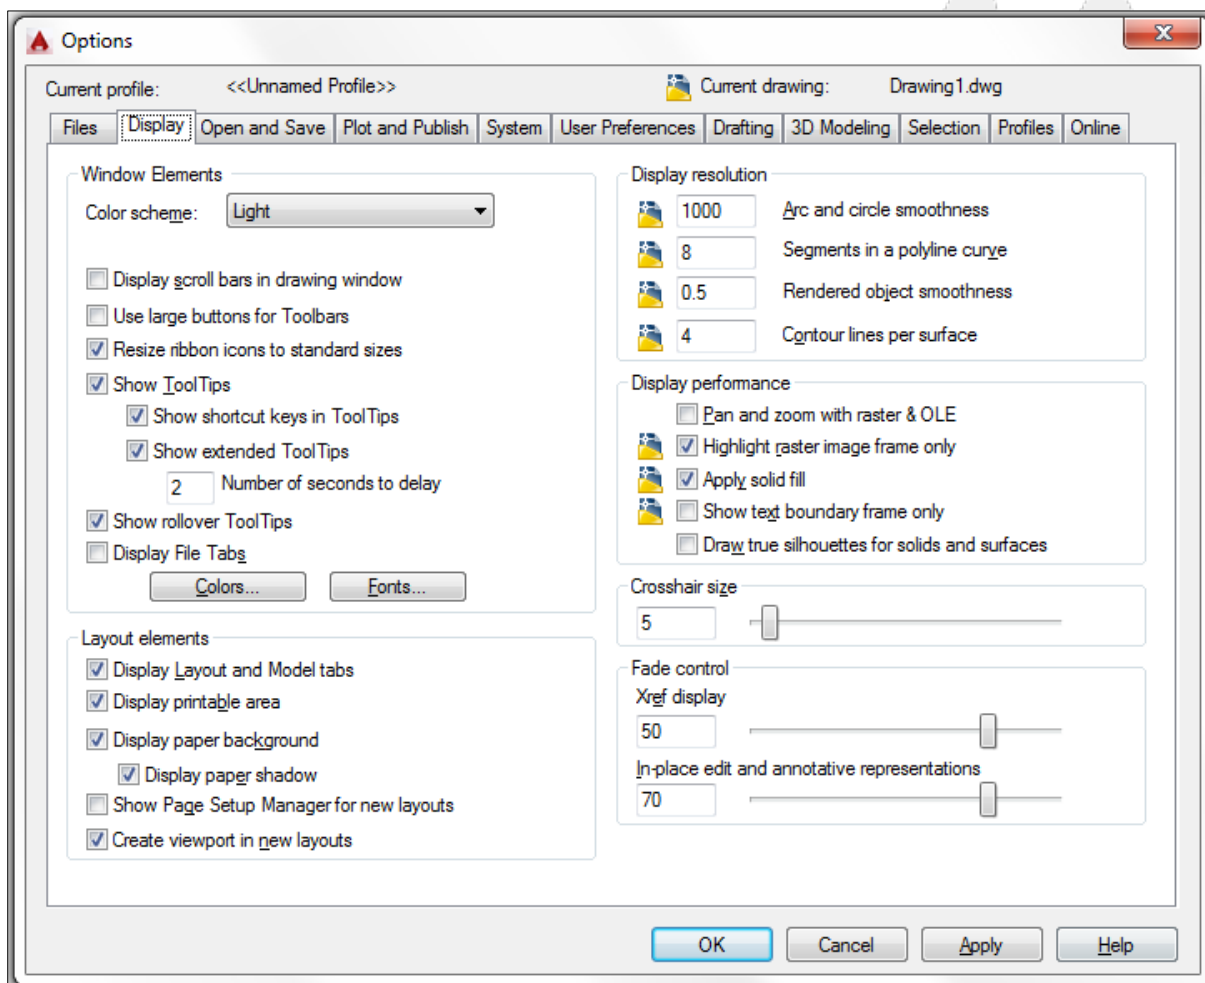 Options
X
Current profile: <<Unnamed Profile>> Current drawing: Drawing1.dwg
Files Display Open and Save Plot and Publish System User Preferences Drafting 3D Modeling Selection Profiles Online
Window Elements
Color scheme: Light
Display scroll bars in drawing window
Use large buttons for Toolbars
Resize ribbon icons to standard sizes
Show ToolTips
Show shortcut keys in ToolTips
Show extended ToolTips
2 Number of seconds to delay
Show rollover ToolTips
Display File Tabs
Colors... Fonts...
Layout elements
Display Layout and Model tabs
Display printable area
Display paper background
Display paper shadow
Show Page Setup Manager for new layouts
Create viewport in new layouts
Display resolution
1000 Arc and circle smoothness
8 Segments in a polyline curve
0.5 Rendered object smoothness
4 Contour lines per surface
Display performance
Pan and zoom with raster & OLE
Highlight raster image frame only
Apply solid fill
Show text boundary frame only
Draw true silhouettes for solids and surfaces
Crosshair size
5
Fade control
Xref display
50
In-place edit and annotative representations
70
OK Cancel Apply Help